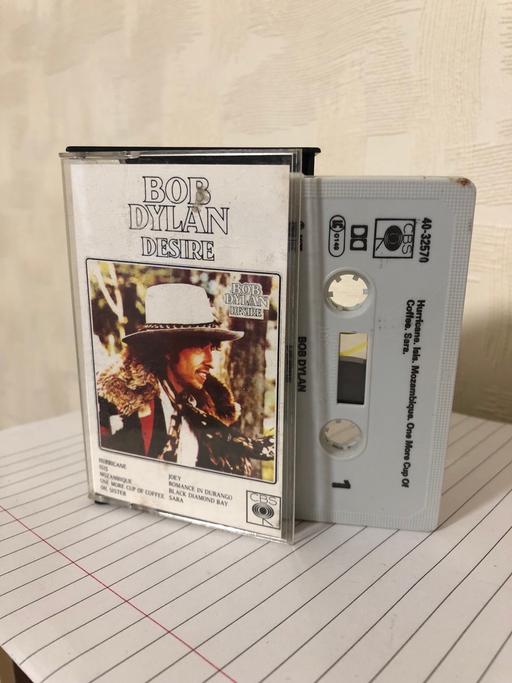 BOB
DYLAN
DESIRE
BOB
DYLAN
DESIRE
HURRICANE
ISIS
MOZAMBIQUE
ONE MORE CUP OF COFFEE
OH, SISTER
JOEY
ROMANCE IN DURANGO
BLACK DIAMOND BAY
SARA
CBS
40-32570
CBS
BOB DYLAN
Hurricane. Isis. Mozambique. One More Cup Of
Coffee. Sara.
1